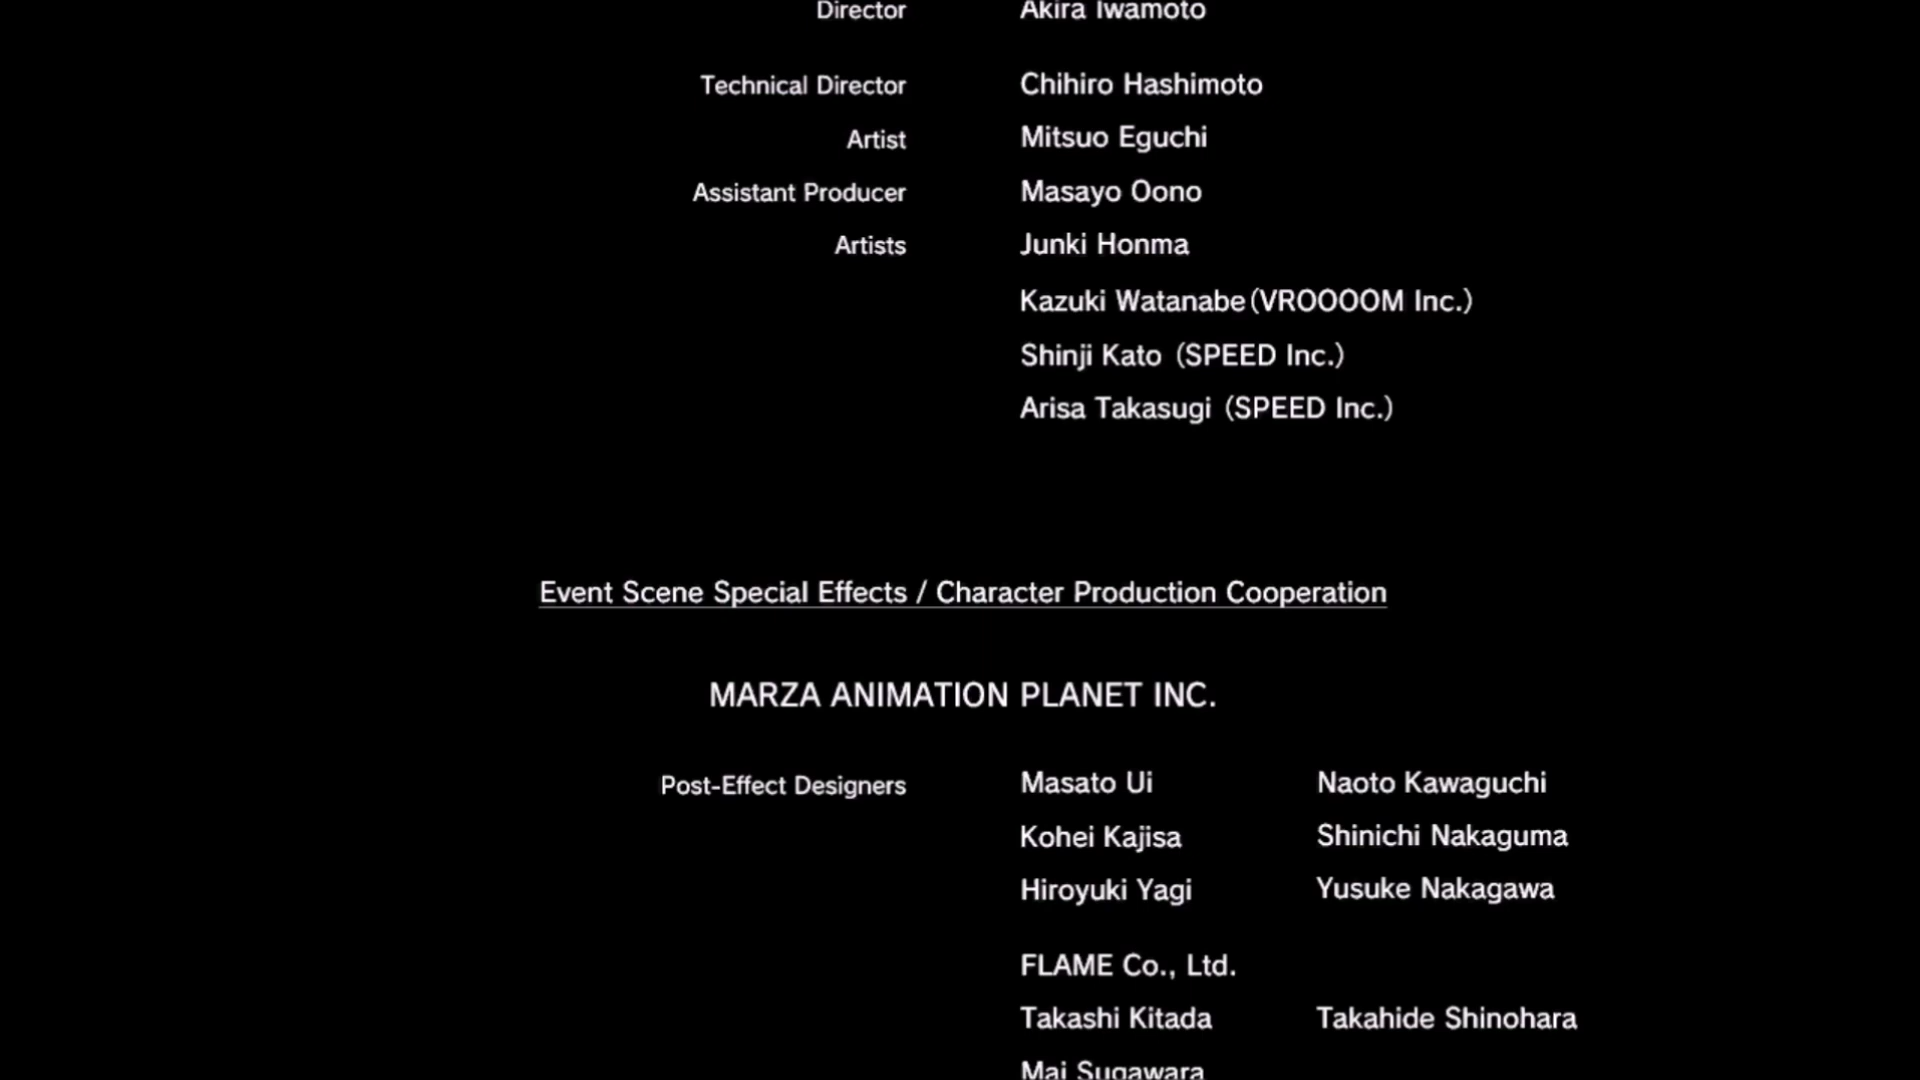 Director Akira Iwamoto
Technical Director Chihiro Hashimoto
Artist Mitsuo Eguchi
Assistant Producer Masayo Oono
Artists Junki Honma
Kazuki Watanabe(VROOOOM Inc.)
Shinji Kato (SPEED Inc.)
Arisa Takasugi (SPEED Inc.)
Event Scene Special Effects / Character Production Cooperation
MARZA ANIMATION PLANET INC.
Post-Effect Designers Masato Ui Naoto Kawaguchi
Kohei Kajisa Shinichi Nakaguma
Hiroyuki Yagi Yusuke Nakagawa
FLAME Co., Ltd.
Takashi Kitada Takahide Shinohara
Mai Sugawara